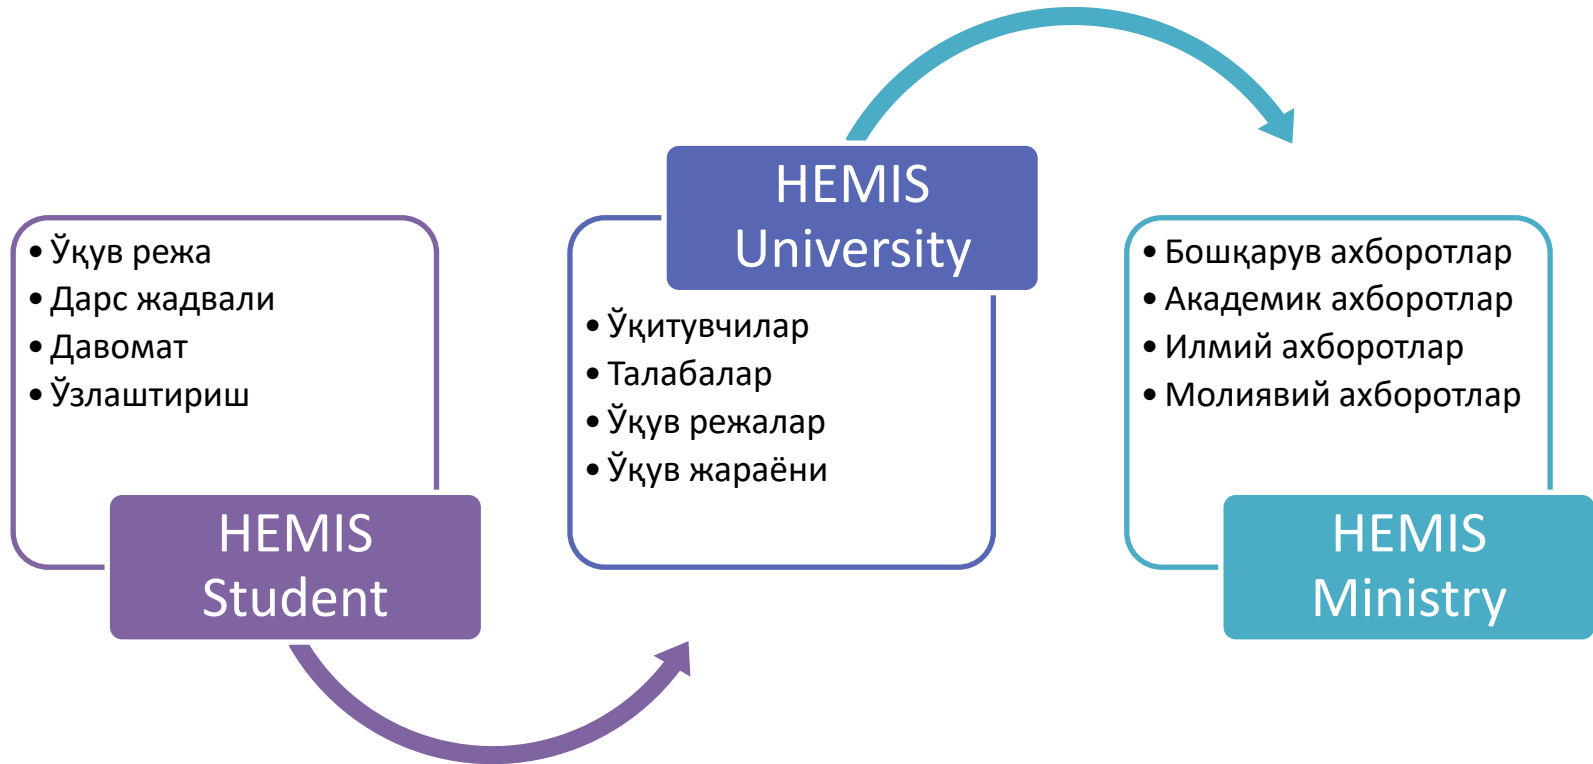 • Ўқув режа
• Дарс жадвали
• Давомат
• Ўзлаштириш
HEMIS
Student
HEMIS
University
• Ўқитувчилар
• Талабалар
• Ўқув режалар
• Ўқув жараёни
• Бошқарув ахборотлар
• Академик ахборотлар
• Илмий ахборотлар
• Молиявий ахборотлар
HEMIS
Ministry